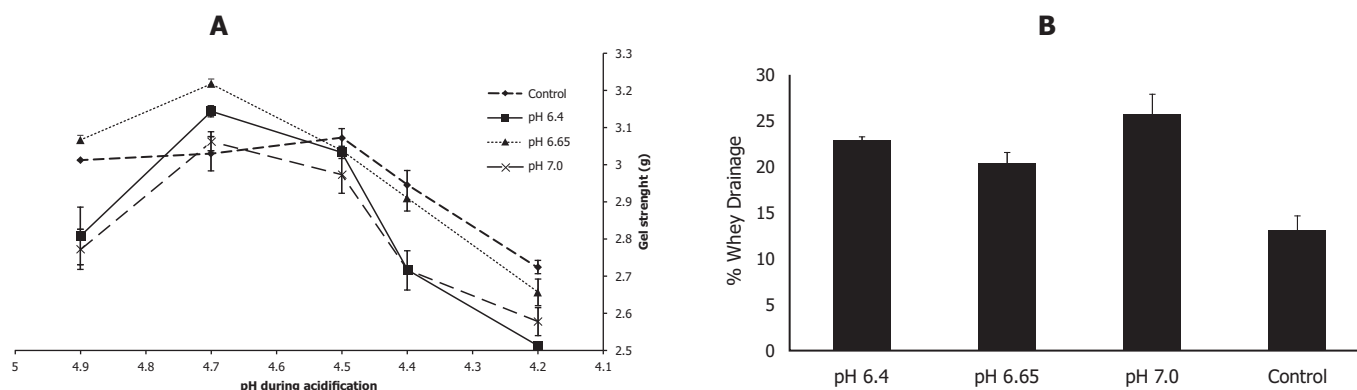 A
3.3
3.2
3.1
3
2.9
2.8
2.7
2.6
2.5
Gel strenght (g)
Control
pH 6.4
pH 6.65
pH 7.0
5 4.9 4.8 4.7 4.6 4.5 4.4 4.3 4.2 4.1
pH during acidification
B
% Whey Drainage
30
25
20
15
10
5
0
pH 6.4 pH 6.65 pH 7.0 Control